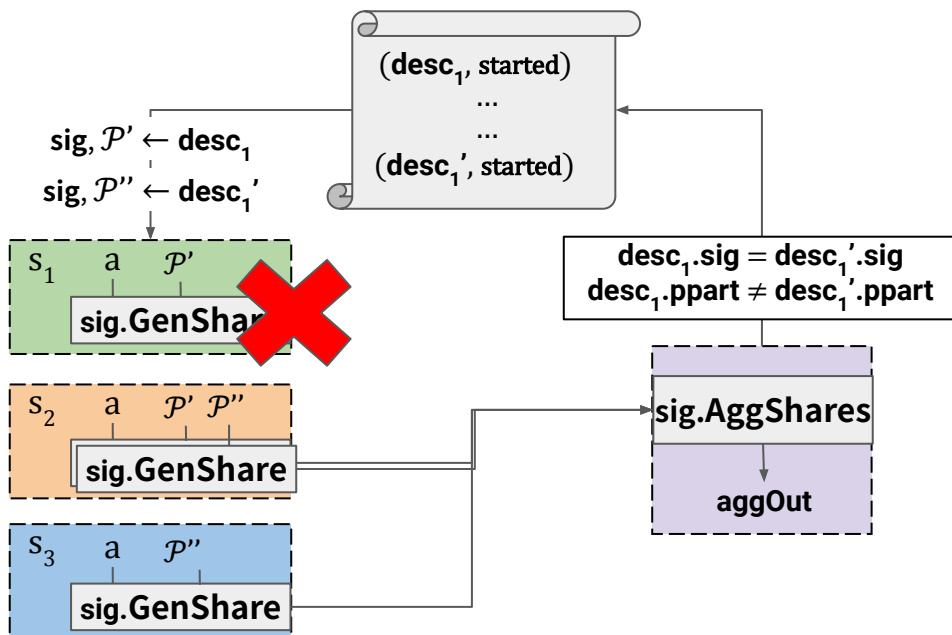 (desc₁, started)
...
...
(desc₁', started)
sig, 𝒫' ← desc₁
sig, 𝒫'' ← desc₁'
s₁ a 𝒫'
sig.GenShar
desc₁.sig = desc₁'.sig
desc₁.ppart ≠ desc₁'.ppart
s₂ a 𝒫' 𝒫''
sig.GenShare
sig.AggShares
aggOut
s₃ a 𝒫''
sig.GenShare